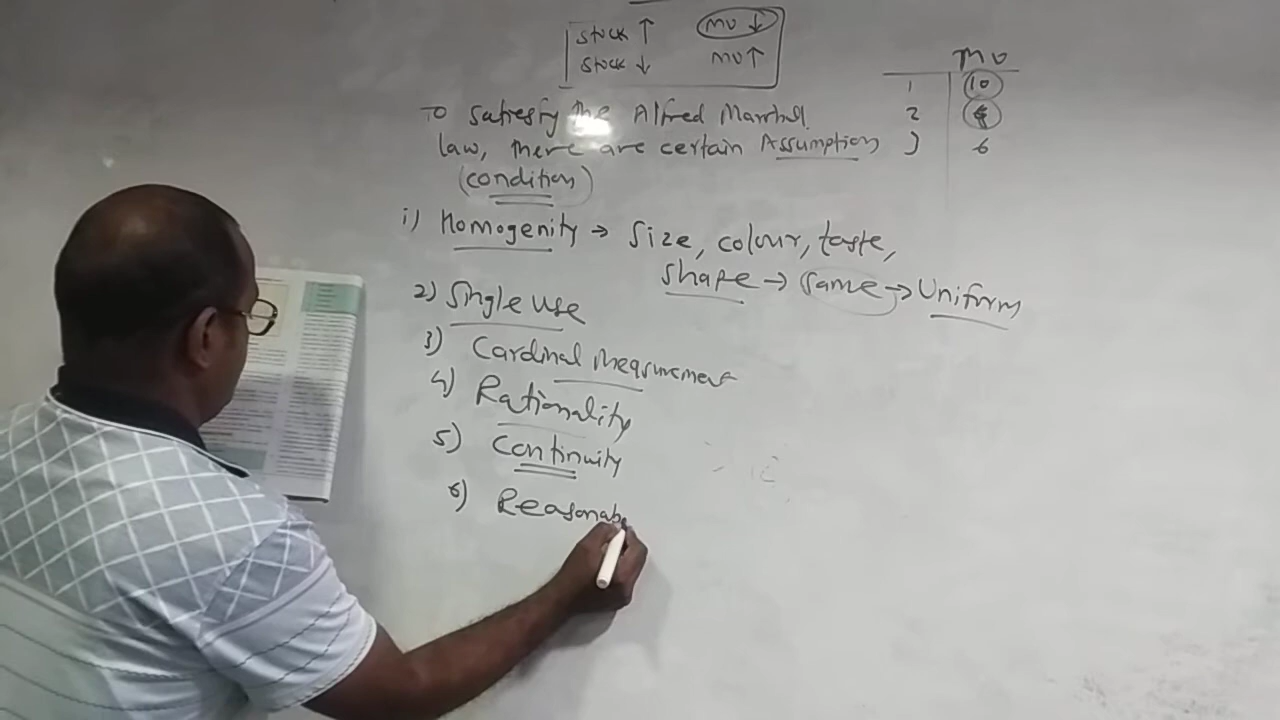 Stock ↑ MU ↓
Stock ↓ MU ↑
MU
1 10
2
3 6
To satisfy the Alfred Marshall
law, there are certain Assumption
(condition)
i) Homogenity → Size, colour, taste,
shape → same → Uniform
2) Single use
3) Cardinal measurement
4) Rationality
5) Continuity
6) Reasonab